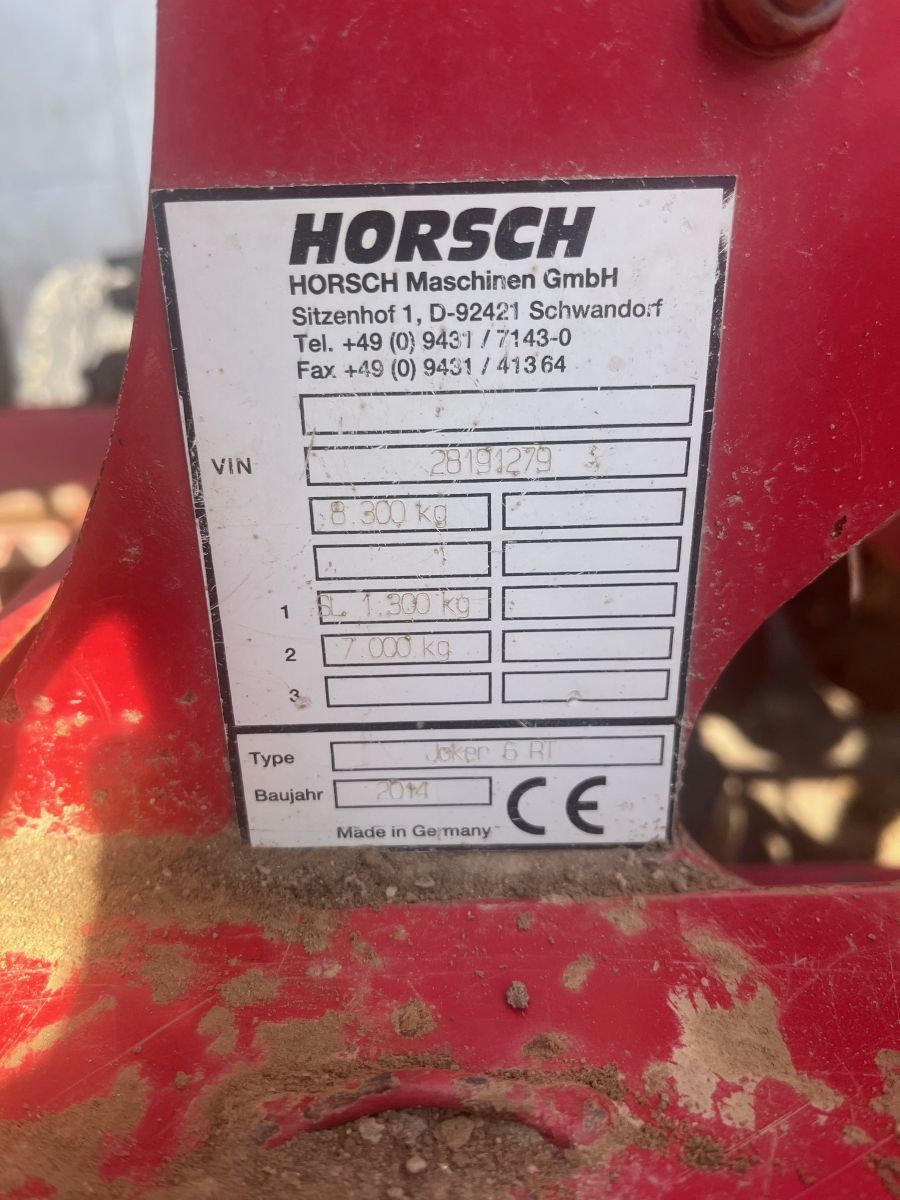 HORSCH
HORSCH Maschinen GmbH
Sitzenhof 1, D-92421 Schwandorf
Tel. +49 (0) 9431 / 7143-0
Fax +49 (0) 9431 / 41364
VIN 28191279
8.300 kg
1 SL. 1.300 kg
2 7.000 kg
3
Type Joker 6 RT
Baujahr 2014
Made in Germany CE